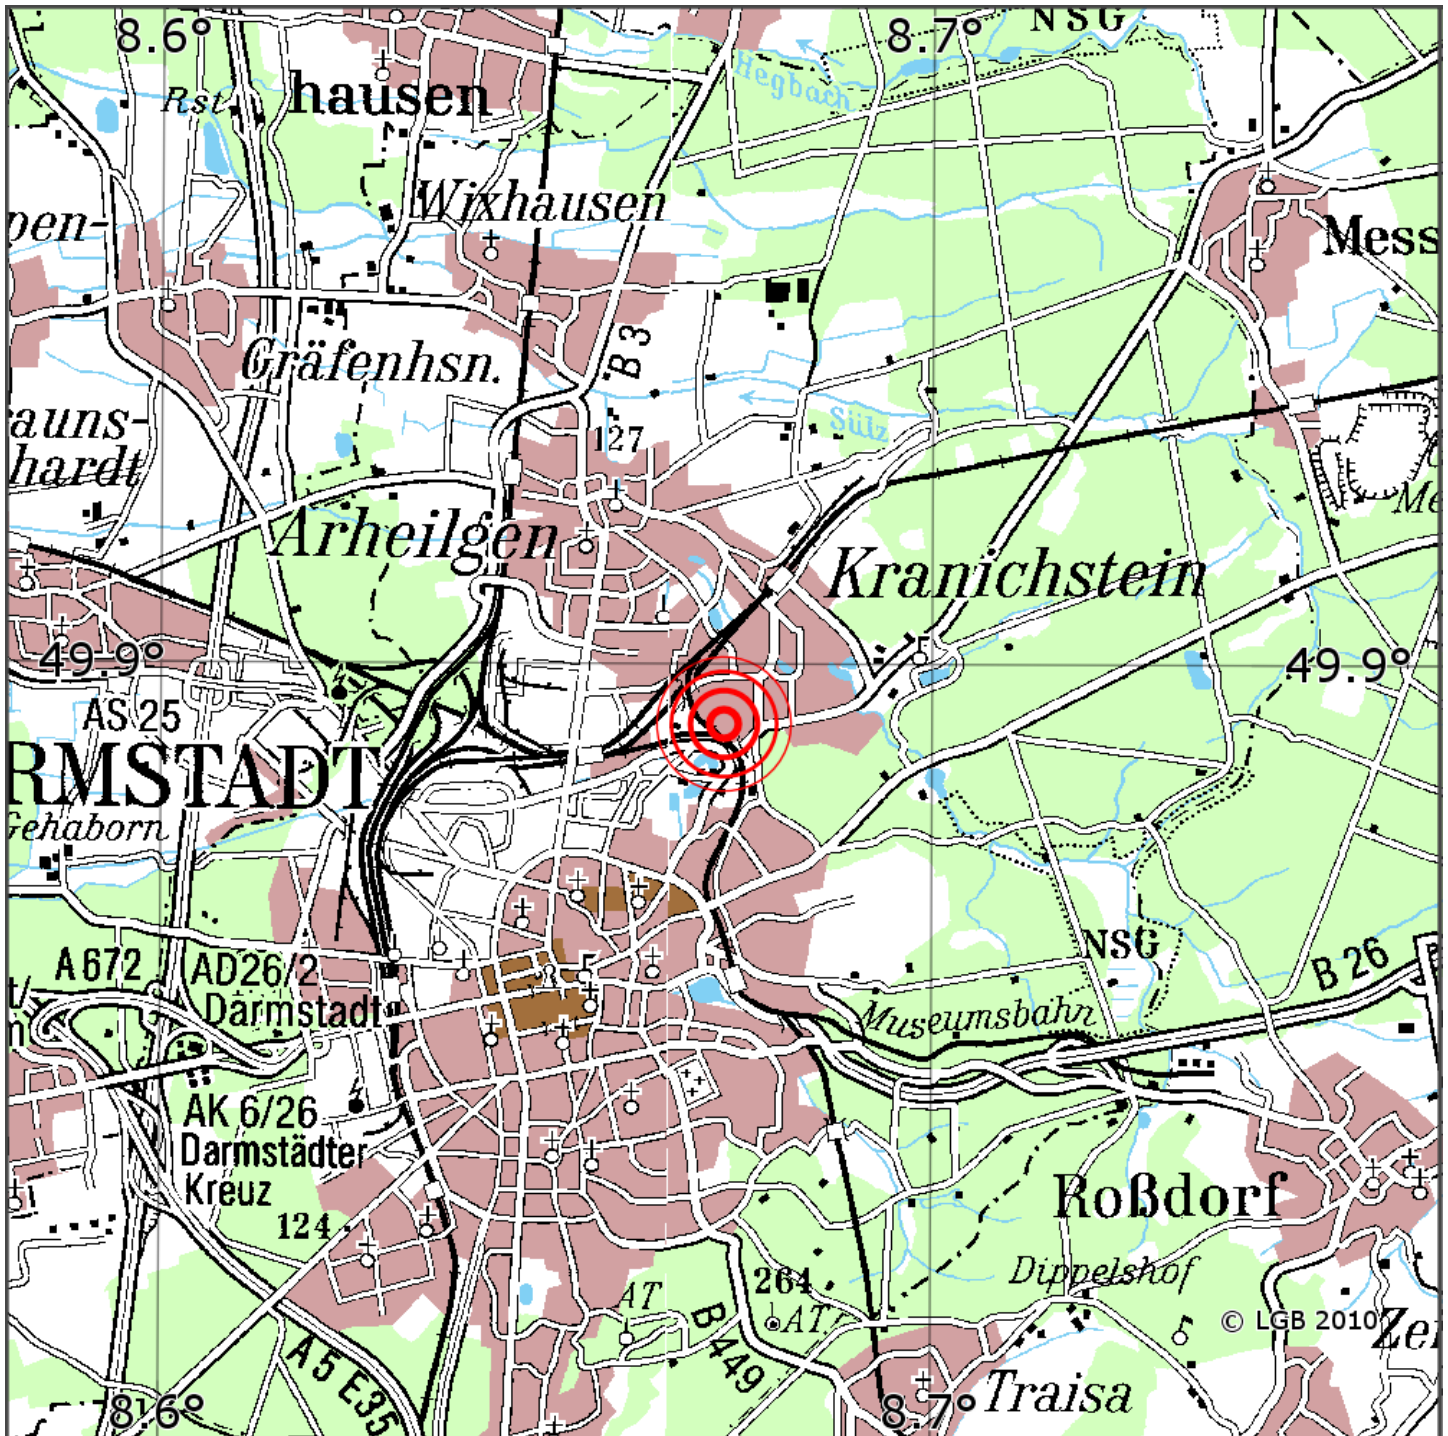 8.6°
8.7°
NSG
Hegbach
Rst
hausen
Wixhausen
pen-
Mess
B 3
Gräfenhsn.
Sülz
auns-
hardt
127
Me
Arheilgen
Kranichstein
49.9°
49.9°
AS 25
RMSTADT
Gehaborn
A 672
AD26/2
Darmstadt
NSG
B 26
Museumsbahn
AK 6/26
Darmstädter
Kreuz
124
Roßdorf
Dippelshof
264
AT
AT
B 449
© LGB 2010
Ze
A 5 E35
Traisa
8.6°
8.7°